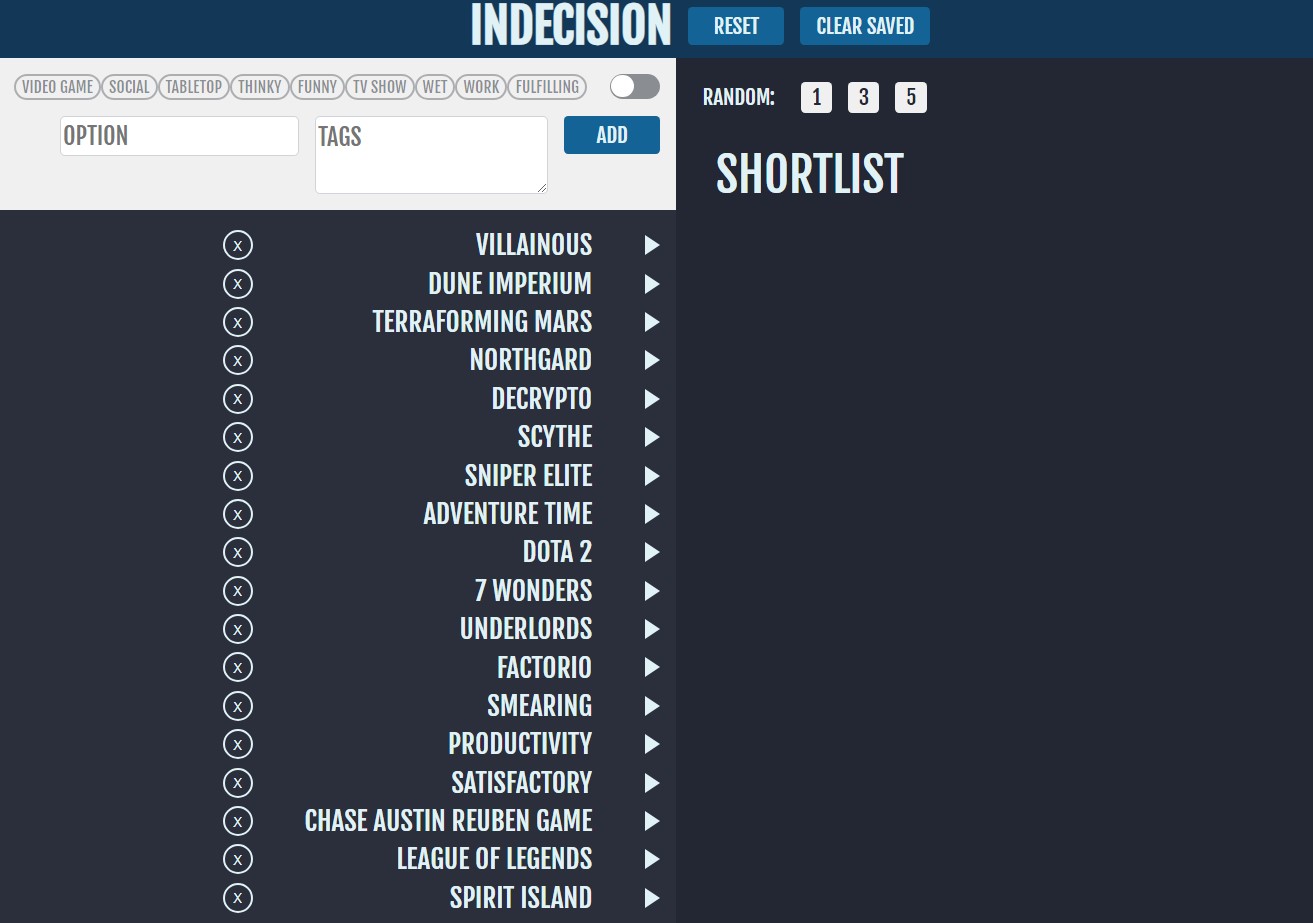 INDECISION RESET CLEAR SAVED
VIDEO GAME SOCIAL TABLETOP THINKY FUNNY TV SHOW WET WORK FULFILLING
OPTION TAGS ADD
X VILLAINOUS
X DUNE IMPERIUM
X TERRAFORMING MARS
X NORTHGARD
X DECRYPTO
X SCYTHE
X SNIPER ELITE
X ADVENTURE TIME
X DOTA 2
X 7 WONDERS
X UNDERLORDS
X FACTORIO
X SMEARING
X PRODUCTIVITY
X SATISFACTORY
X CHASE AUSTIN REUBEN GAME
X LEAGUE OF LEGENDS
X SPIRIT ISLAND
RANDOM: 1 3 5
SHORTLIST